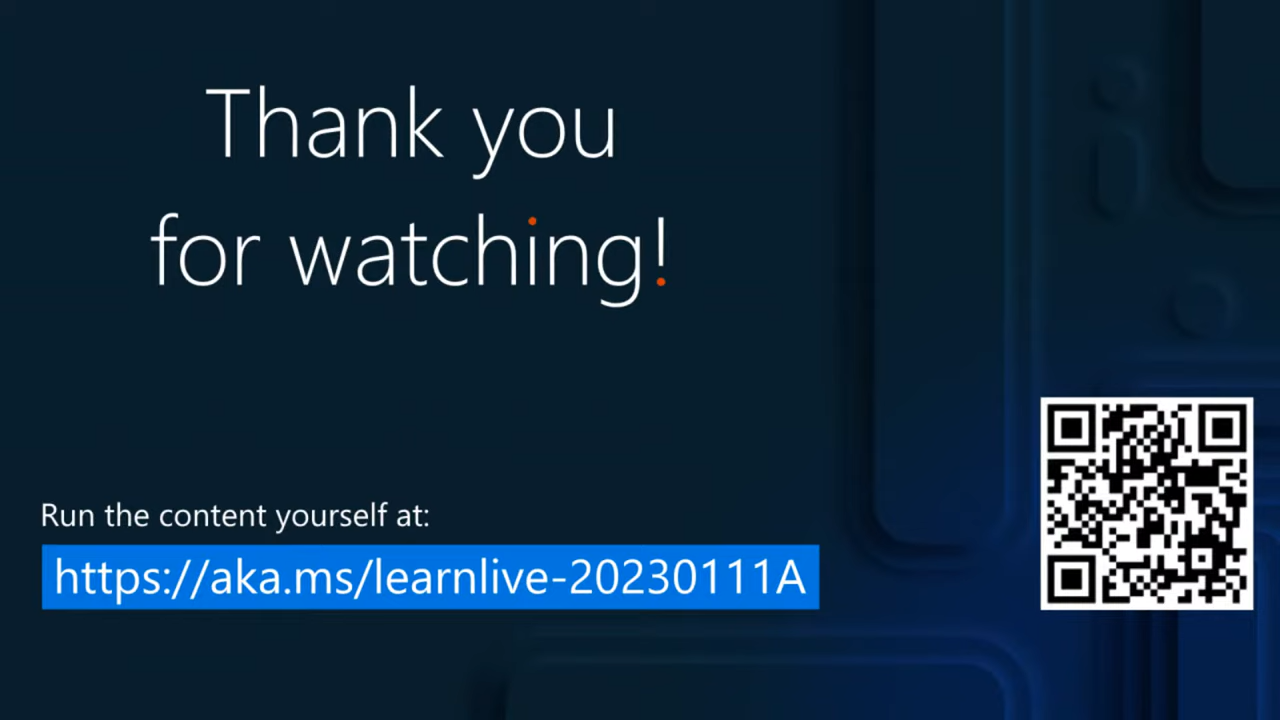 Thank you
for watching!
Run the content yourself at:
https://aka.ms/learnlive-20230111A